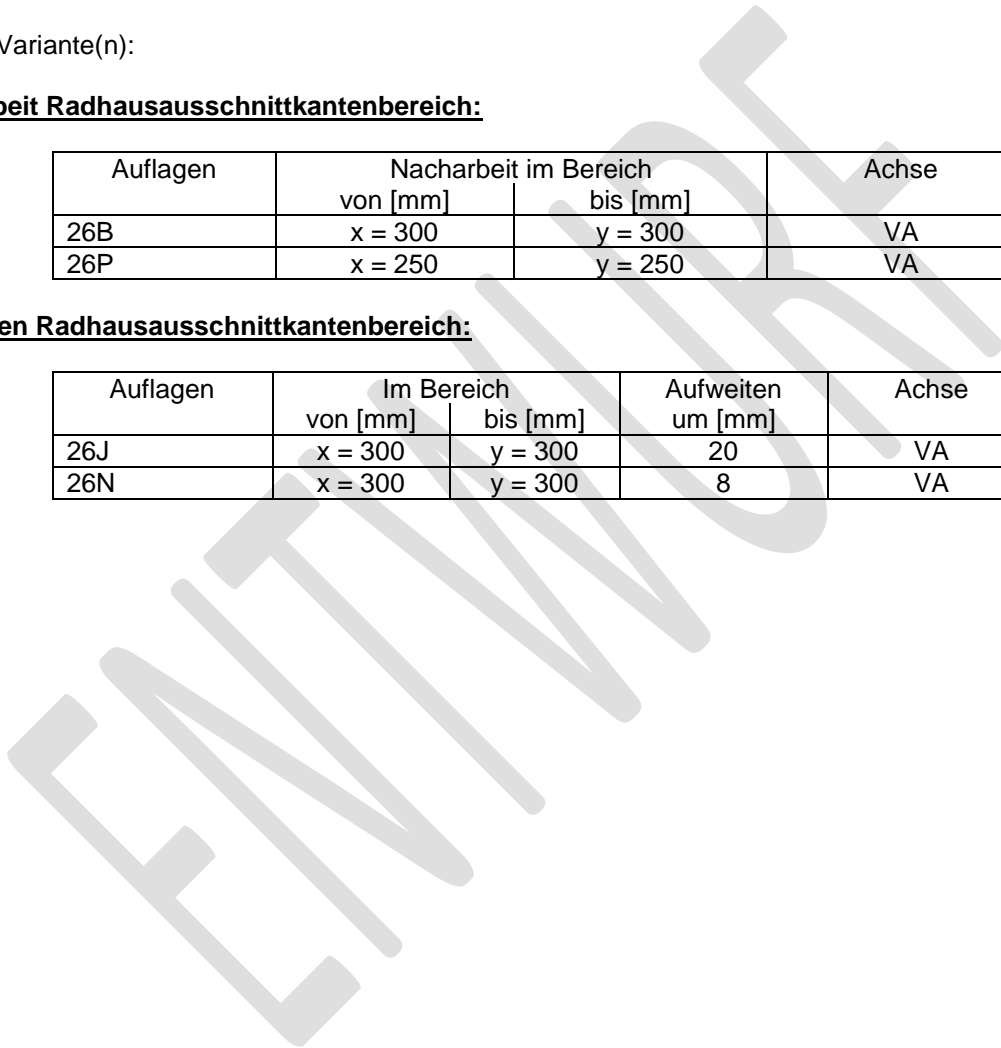 Variante(n):
beit Radhausausschnittkantenbereich:
Auflagen Nacharbeit im Bereich Achse
von [mm] bis [mm]
26B x = 300 y = 300 VA
26P x = 250 y = 250 VA
en Radhausausschnittkantenbereich:
Auflagen Im Bereich Aufweiten Achse
von [mm] bis [mm] um [mm]
26J x = 300 y = 300 20 VA
26N x = 300 y = 300 8 VA
ENTWURF